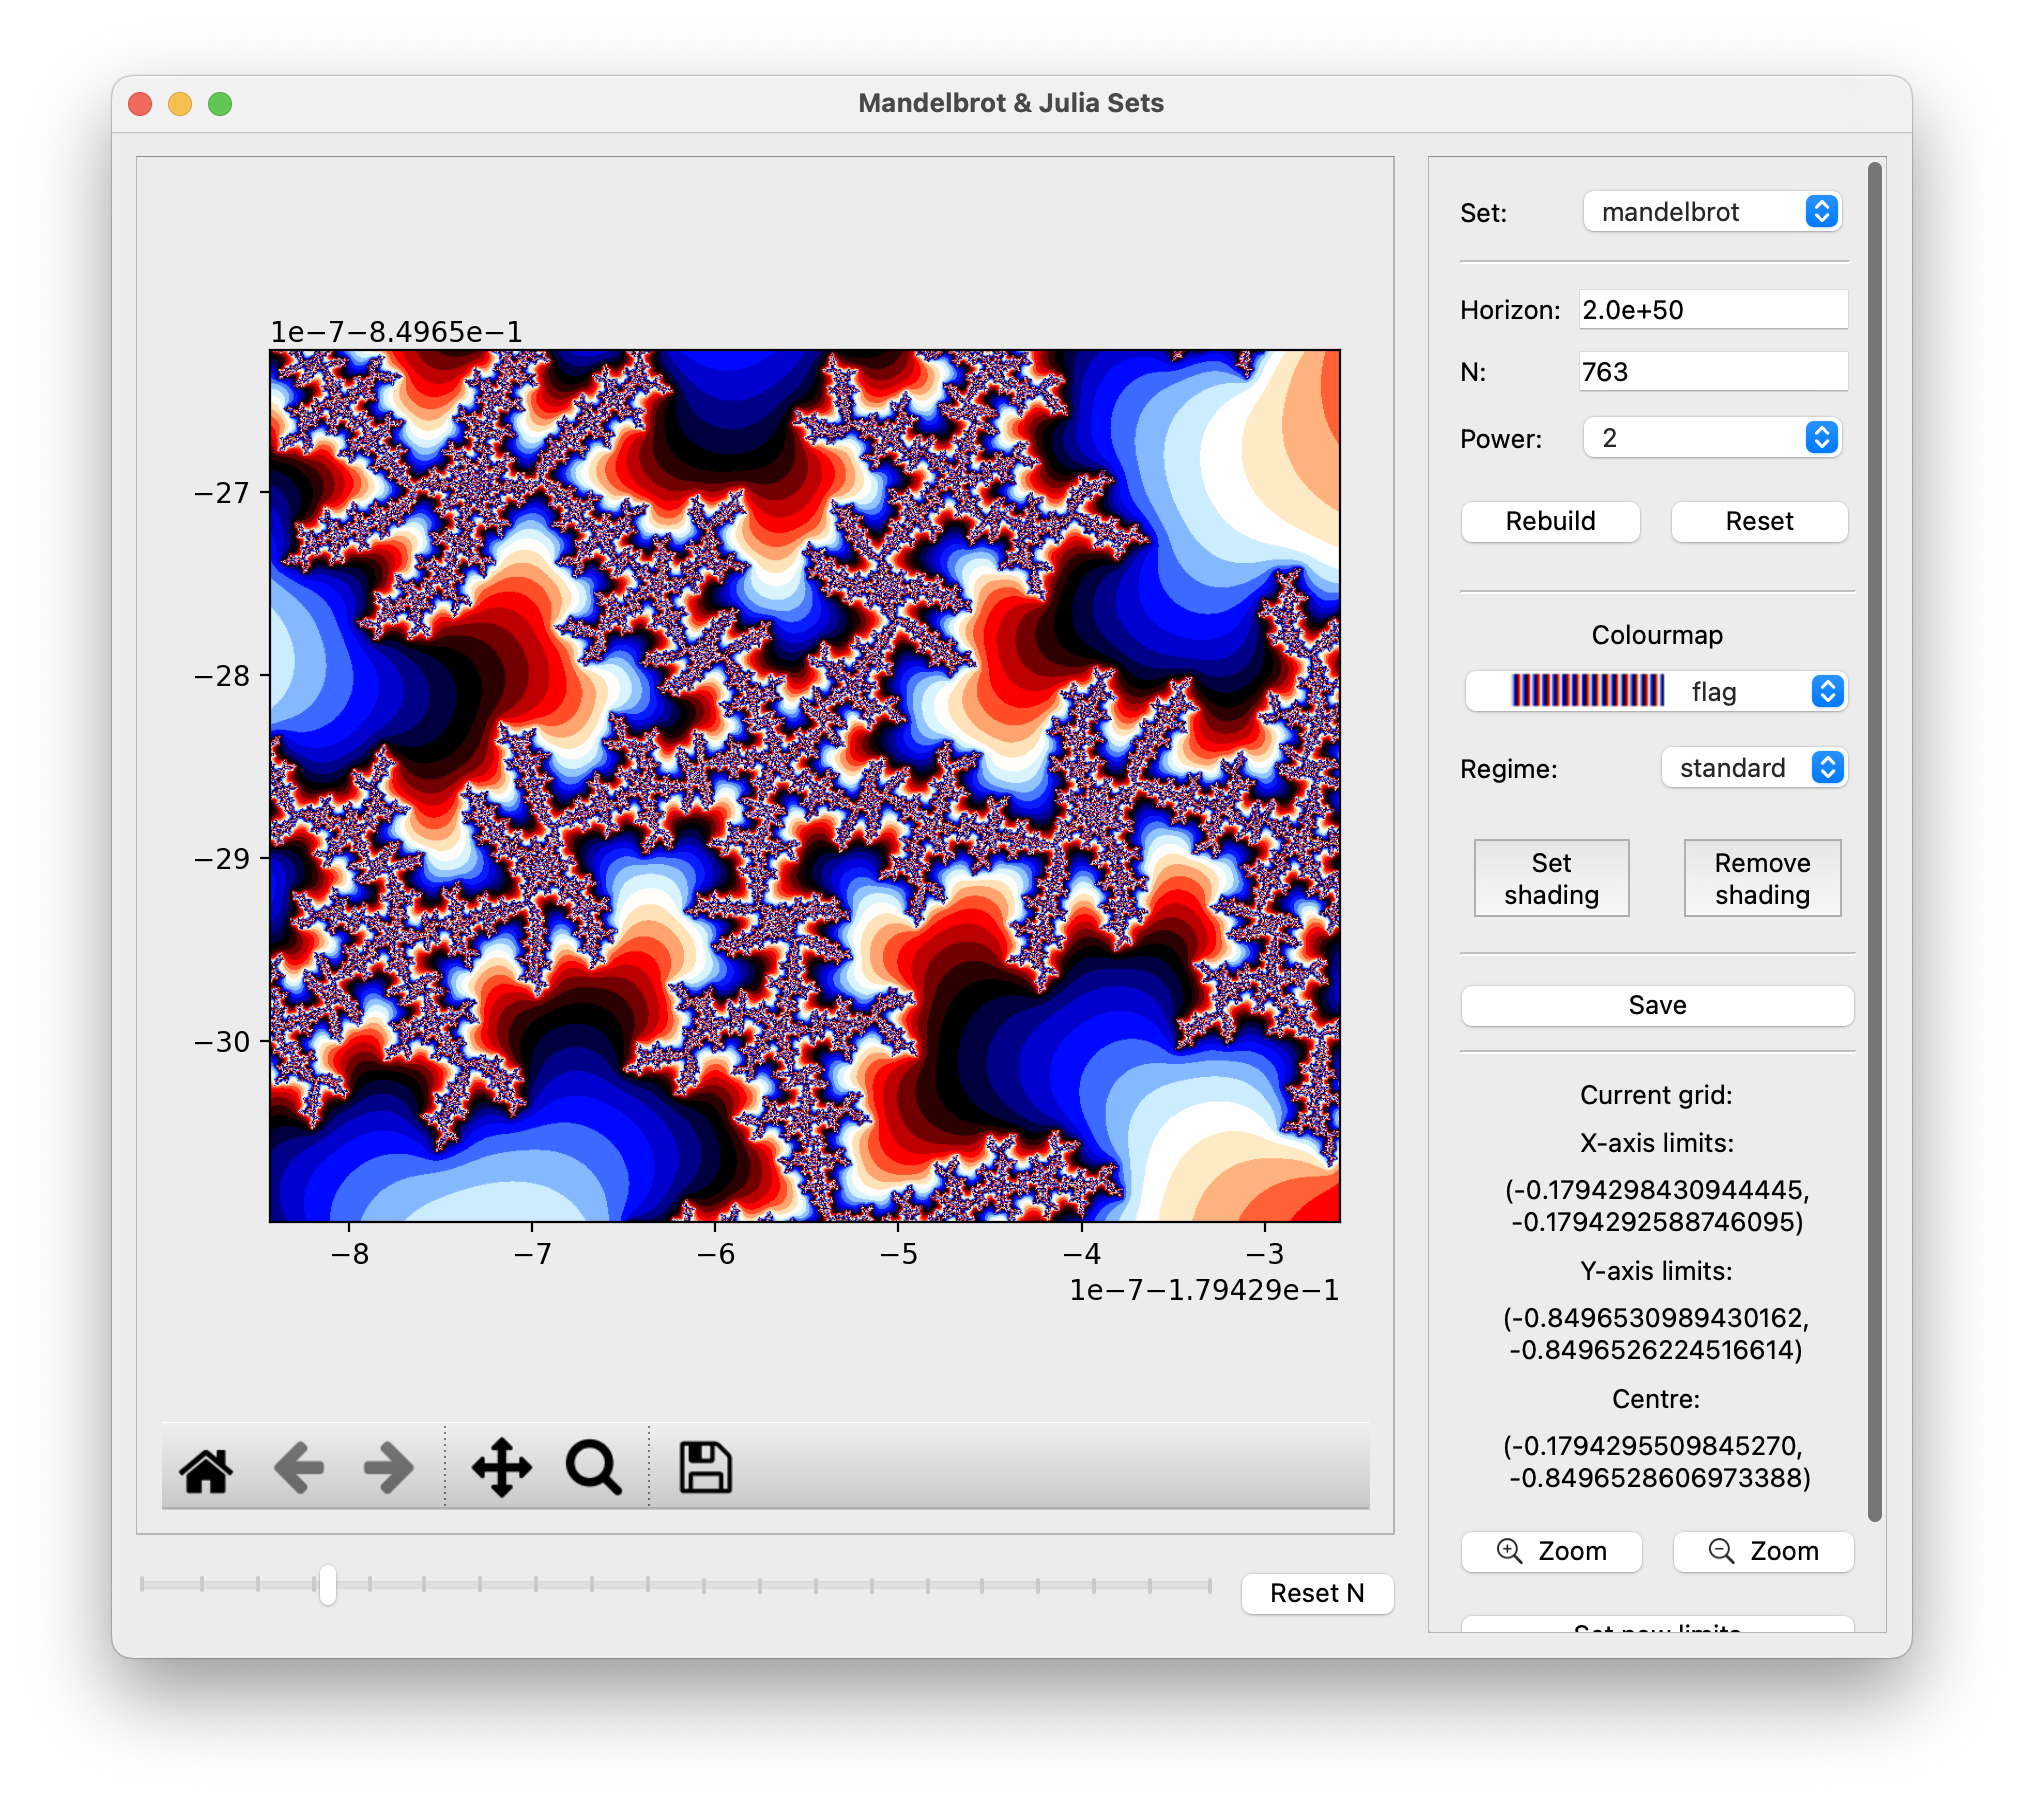 Mandelbrot & Julia Sets
1e−7−8.4965e−1
−27
−28
−29
−30
−8 −7 −6 −5 −4 −3
1e−7−1.79429e−1
Reset N
Set: mandelbrot
Horizon: 2.0e+50
N: 763
Power: 2
Rebuild Reset
Colourmap
flag
Regime: standard
Set
shading
Remove
shading
Save
Current grid:
X-axis limits:
(-0.1794298430944445,
-0.1794292588746095)
Y-axis limits:
(-0.8496530989430162,
-0.8496526224516614)
Centre:
(-0.1794295509845270,
-0.8496528606973388)
Zoom Zoom
Set new limits